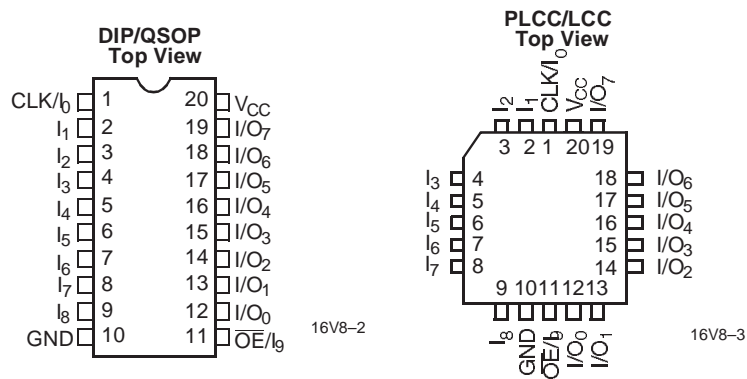 DIP/QSOP
Top View
CLK/I0 1 20 VCC
I1 2 19 I/O7
I2 3 18 I/O6
I3 4 17 I/O5
I4 5 16 I/O4
I5 6 15 I/O3
I6 7 14 I/O2
I7 8 13 I/O1
I8 9 12 I/O0
GND 10 11 OE/I9
16V8–2
PLCC/LCC
Top View
I2 I1 CLK/I0 VCC I/O7
3 2 1 20 19
I3 4 18 I/O6
I4 5 17 I/O5
I5 6 16 I/O4
I6 7 15 I/O3
I7 8 14 I/O2
9 10 11 12 13
I8 GND OE/I9 I/O0 I/O1
16V8–3